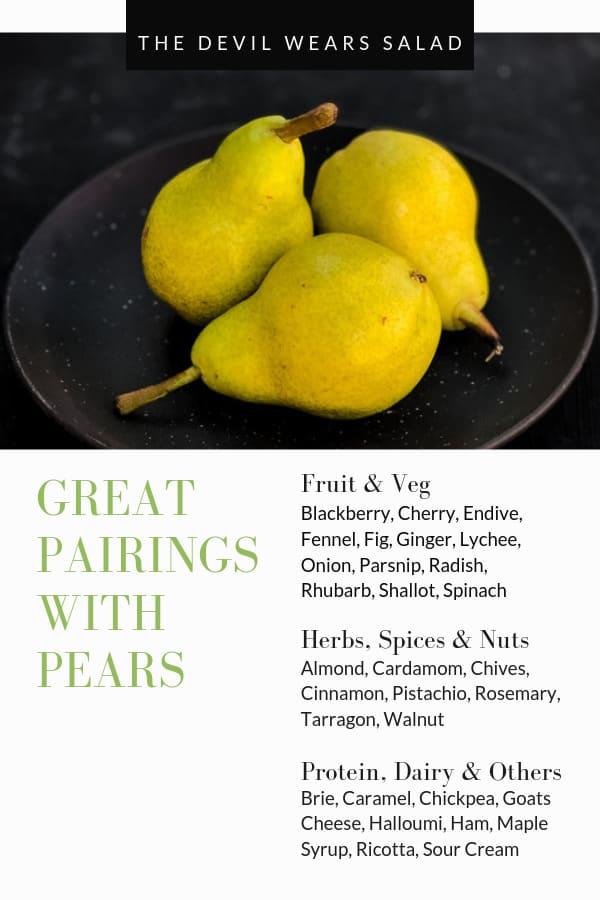 THE DEVIL WEARS SALAD
GREAT
PAIRINGS
WITH
PEARS
Fruit & Veg
Blackberry, Cherry, Endive,
Fennel, Fig, Ginger, Lychee,
Onion, Parsnip, Radish,
Rhubarb, Shallot, Spinach
Herbs, Spices & Nuts
Almond, Cardamom, Chives,
Cinnamon, Pistachio, Rosemary,
Tarragon, Walnut
Protein, Dairy & Others
Brie, Caramel, Chickpea, Goats
Cheese, Halloumi, Ham, Maple
Syrup, Ricotta, Sour Cream